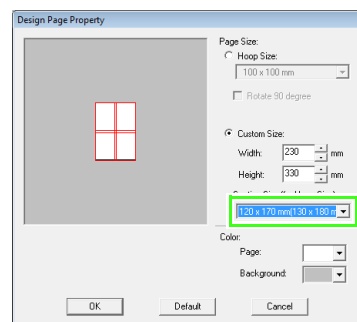 Design Page Property
Page Size:
Hoop Size:
100 x 100 mm
Rotate 90 degree
Custom Size:
Width: 230 mm
Height: 330 mm
120 x 170 mm(130 x 180 m
Color:
Page:
Background:
OK Default Cancel